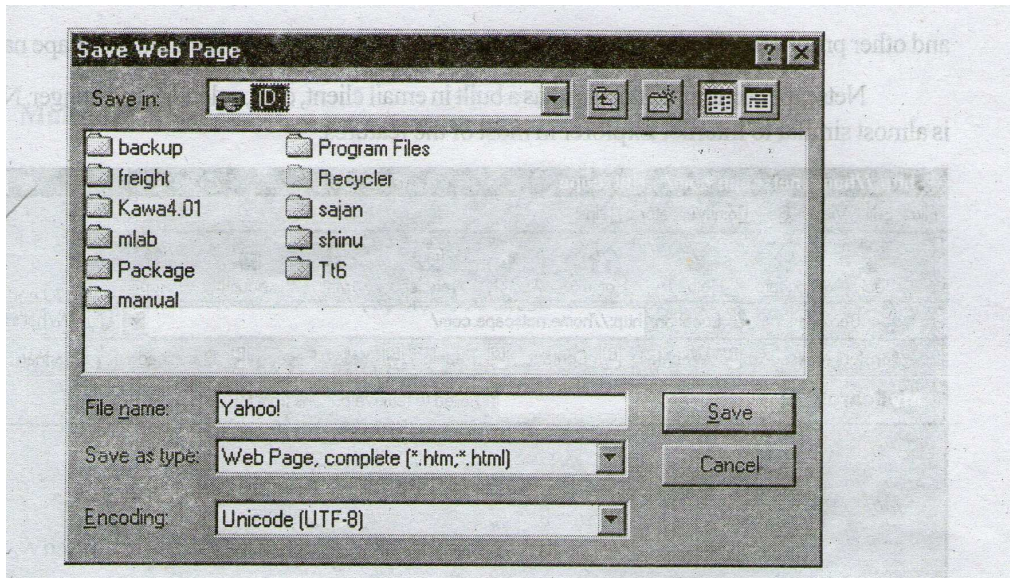 and other pr
Save Web Page
Save in:
D:
backup
freight
Kawa4.01
mlab
Package
manual
Program Files
Recycler
sajan
shinu
Tt6
File name:
Yahoo!
Save
Save as type:
Web Page, complete (*.htm;*.html)
Cancel
Encoding:
Unicode (UTF-8)